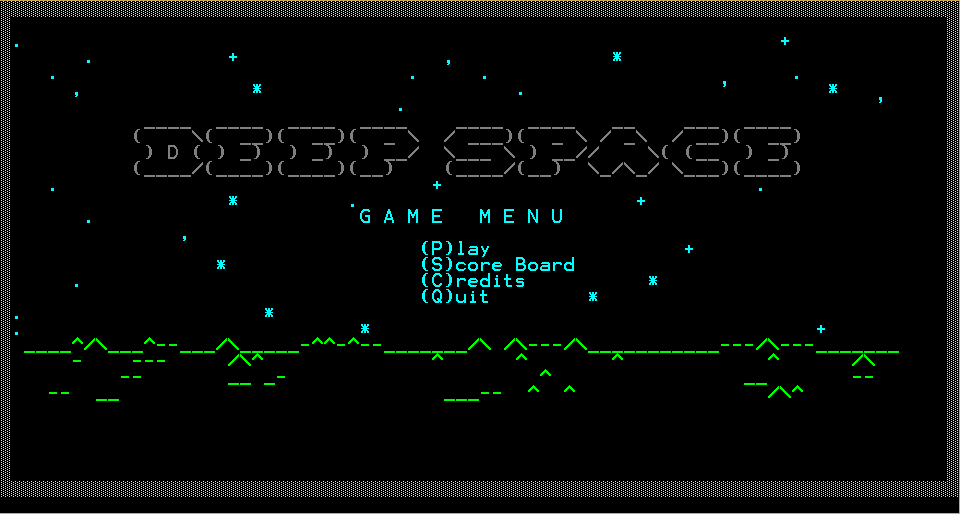 DEEP SPACE
GAME MENU
(P)lay
(S)core Board
(C)redits
(Q)uit